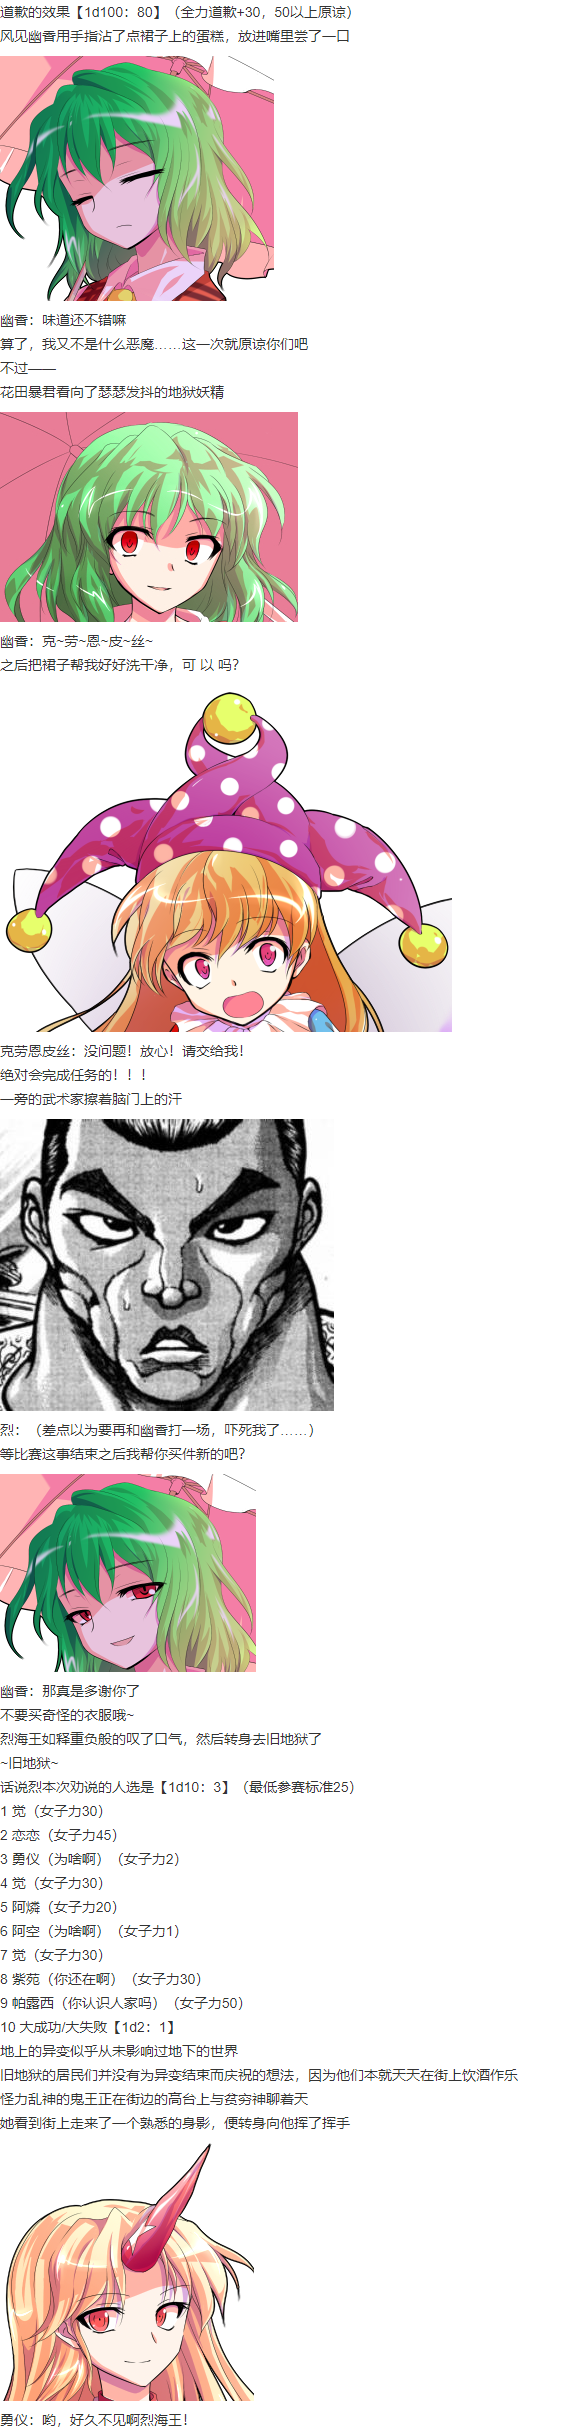 道歉的效果【1d100：80】（全力道歉+30，50以上原谅）
风见幽香用手指沾了点裙子上的蛋糕，放进嘴里尝了一口
幽香：味道还不错嘛
算了，我又不是什么恶魔……这一次就原谅你们吧
不过——
花田暴君看向了瑟瑟发抖的地狱妖精
幽香：克~劳~恩~皮~丝~
之后把裙子帮我好好洗干净，可 以 吗？
克劳恩皮丝：没问题！放心！请交给我！
绝对会完成任务的！！！
一旁的武术家擦着脑门上的汗
烈：（差点以为要再和幽香打一场，吓死我了……）
等比赛这事结束之后我帮你买件新的吧？
幽香：那真是多谢你了
不要买奇怪的衣服哦~
烈海王如释重负般的叹了口气，然后转身去旧地狱了
~旧地狱~
话说烈本次劝说的人选是【1d10：3】（最低参赛标准25）
1 觉（女子力30）
2 恋恋（女子力45）
3 勇仪（为啥啊）（女子力2）
4 觉（女子力30）
5 阿燐（女子力20）
6 阿空（为啥啊）（女子力1）
7 觉（女子力30）
8 紫苑（你还在啊）（女子力30）
9 帕露西（你认识人家吗）（女子力50）
10 大成功/大失败【1d2：1】
地上的异变似乎从未影响过地下的世界
旧地狱的居民们并没有为异变结束而庆祝的想法，因为他们本就天天在街上饮酒作乐
怪力乱神的鬼王正在街边的高台上与贫穷神聊着天
她看到街上走来了一个熟悉的身影，便转身向他挥了挥手
勇仪：哟，好久不见啊烈海王！